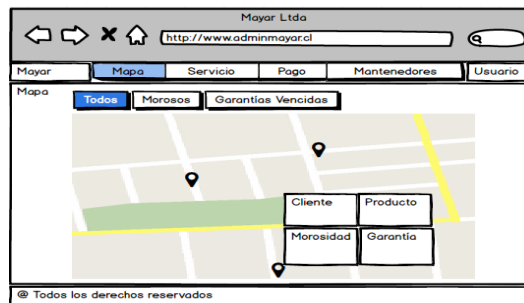 Mayar Ltda
http://www.adminmayar.cl
Mayar Mapa Servicio Pago Mantenedores Usuario
Mapa
Todos Morosos Garantías Vencidas
Cliente Producto
Morosidad Garantía
@ Todos los derechos reservados